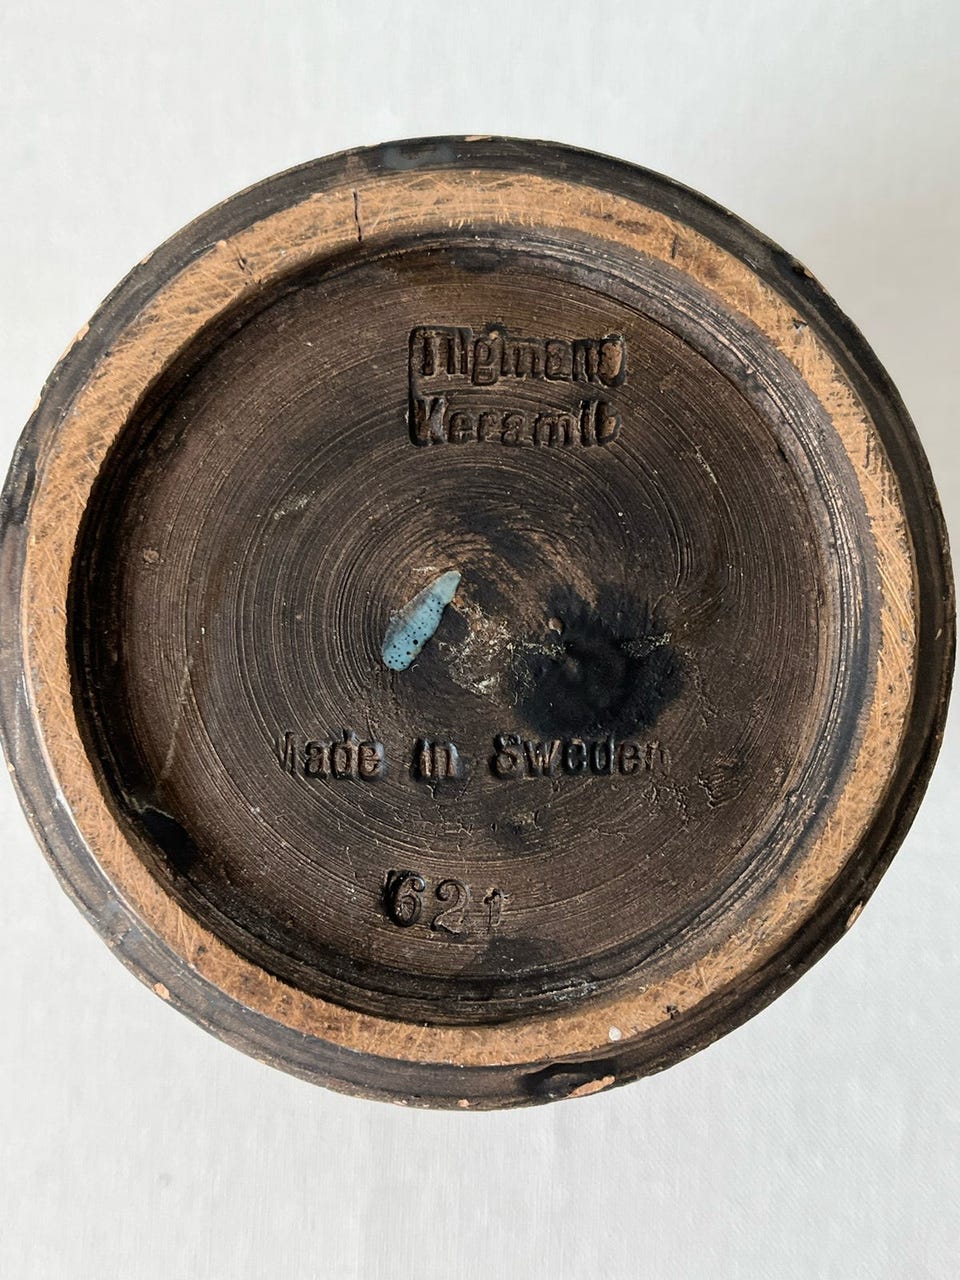 Tilgmans
Keramik
Made in Sweden
621